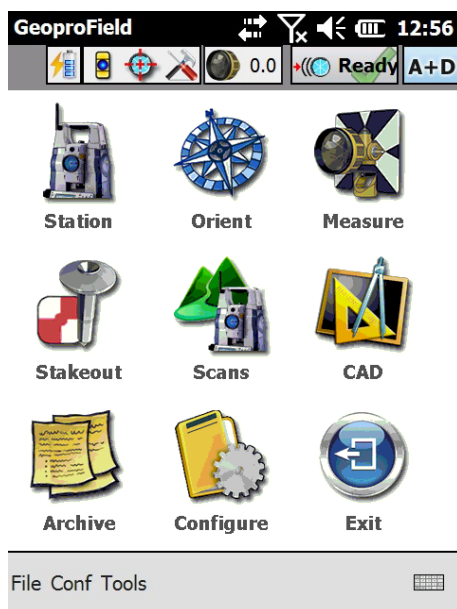 GeoproField 12:56
0.0 Ready A+D
Station Orient Measure
Stakeout Scans CAD
Archive Configure Exit
File Conf Tools